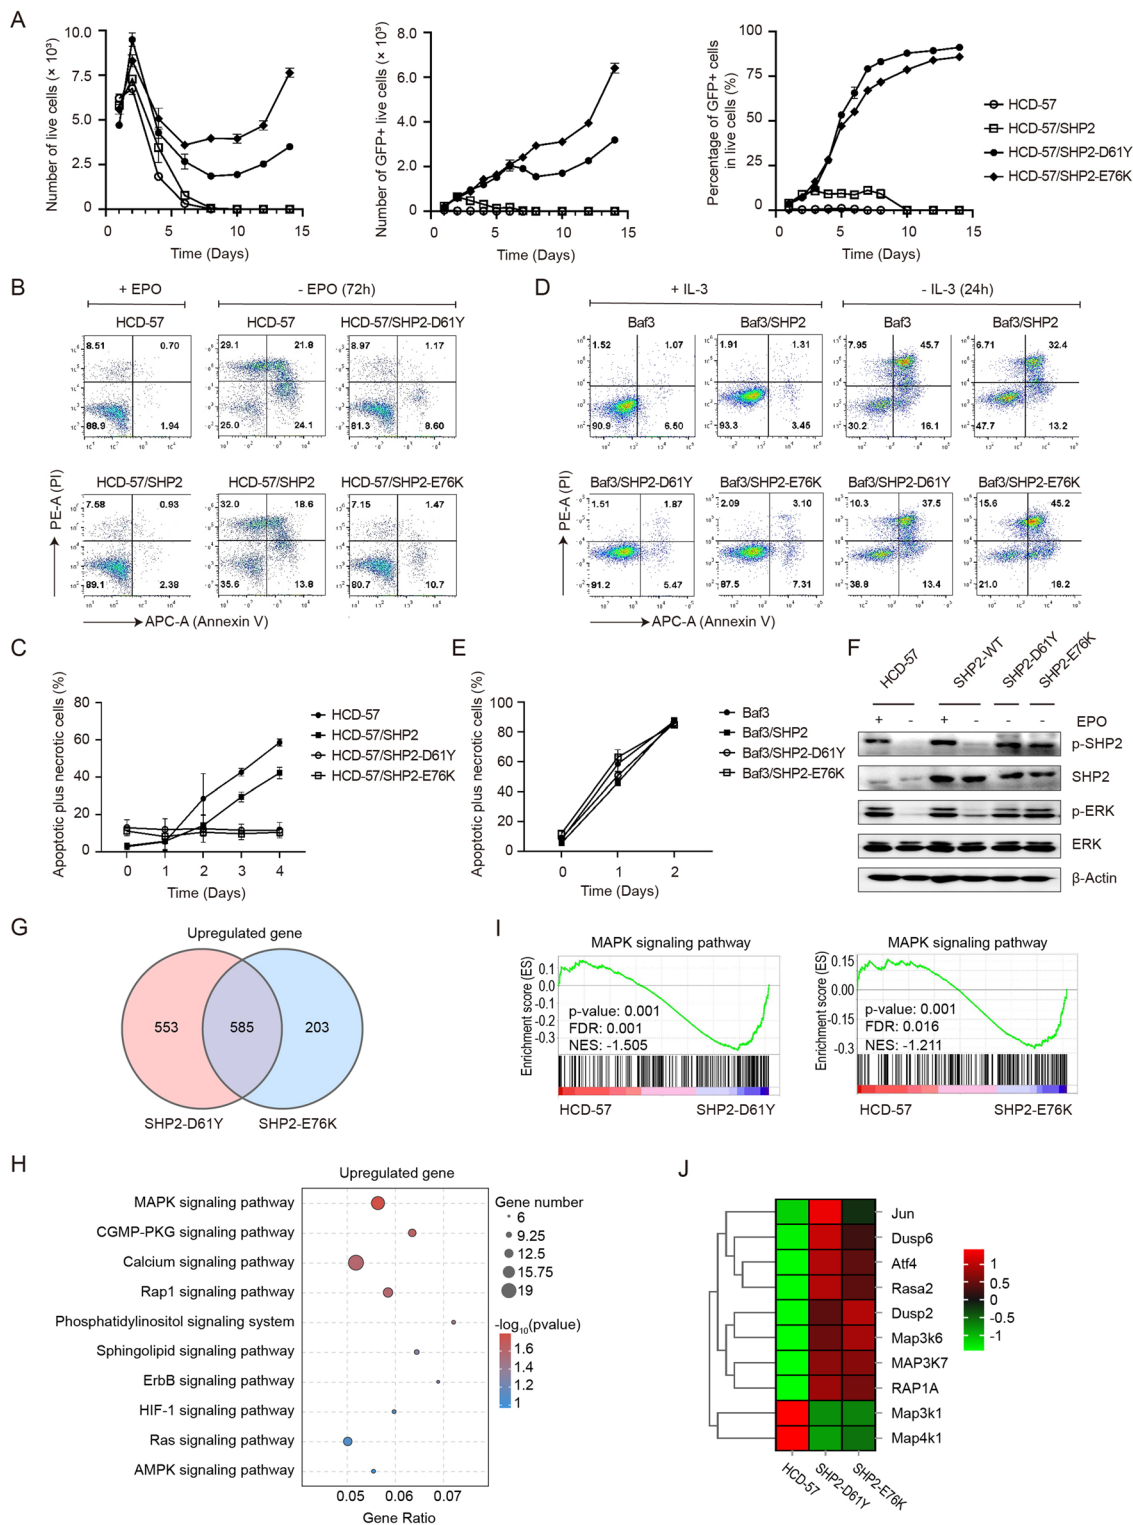 A
Number of live cells (× 10³)
10.0
7.5
5.0
2.5
0
0 5 10 15
Time (Days)
Number of GFP+ live cells (× 10³)
8.0
6.0
4.0
2.0
0
0 5 10 15
Time (Days)
Percentage of GFP+ cells
in live cells (%)
100
75
50
25
0
0 5 10 15
Time (Days)
HCD-57
HCD-57/SHP2
HCD-57/SHP2-D61Y
HCD-57/SHP2-E76K
B
+ EPO
- EPO (72h)
HCD-57 HCD-57 HCD-57/SHP2-D61Y
8.51 0.70 29.1 21.8 8.97 1.17
88.9 1.94 25.0 24.1 81.3 8.60
HCD-57/SHP2 HCD-57/SHP2 HCD-57/SHP2-E76K
7.58 0.93 32.0 18.6 7.15 1.47
89.1 2.38 35.6 13.8 80.7 10.7
PE-A (PI)
APC-A (Annexin V)
D
+ IL-3
- IL-3 (24h)
Baf3 Baf3/SHP2 Baf3 Baf3/SHP2
1.52 1.07 1.91 1.31 7.95 45.7 6.71 32.4
90.9 6.50 93.3 3.45 30.2 16.1 47.7 13.2
Baf3/SHP2-D61Y Baf3/SHP2-E76K Baf3/SHP2-D61Y Baf3/SHP2-E76K
1.51 1.87 2.09 3.10 10.3 37.5 15.6 45.2
91.2 5.47 87.5 7.31 38.8 13.4 21.0 18.2
PE-A (PI)
APC-A (Annexin V)
C
Apoptotic plus necrotic cells (%)
80
60
40
20
0
0 1 2 3 4
Time (Days)
HCD-57
HCD-57/SHP2
HCD-57/SHP2-D61Y
HCD-57/SHP2-E76K
E
Apoptotic plus necrotic cells (%)
100
80
60
40
20
0
0 1 2
Time (Days)
Baf3
Baf3/SHP2
Baf3/SHP2-D61Y
Baf3/SHP2-E76K
F
HCD-57 SHP2-WT SHP2-D61Y SHP2-E76K
+ - + - - - EPO
p-SHP2
SHP2
p-ERK
ERK
β-Actin
G
Upregulated gene
553 585 203
SHP2-D61Y SHP2-E76K
I
MAPK signaling pathway
Enrichment score (ES)
0.1
0.0
-0.1
-0.2
-0.3
p-value: 0.001
FDR: 0.001
NES: -1.505
HCD-57 SHP2-D61Y
MAPK signaling pathway
Enrichment score (ES)
0.15
0.00
-0.15
-0.3
p-value: 0.001
FDR: 0.016
NES: -1.211
HCD-57 SHP2-E76K
H
Upregulated gene
MAPK signaling pathway
CGMP-PKG signaling pathway
Calcium signaling pathway
Rap1 signaling pathway
Phosphatidylinositol signaling system
Sphingolipid signaling pathway
ErbB signaling pathway
HIF-1 signaling pathway
Ras signaling pathway
AMPK signaling pathway
0.05 0.06 0.07
Gene Ratio
Gene number
6
9.25
12.5
15.75
19
-log10(pvalue)
1.6
1.4
1.2
1
J
Jun
Dusp6
Atf4
Rasa2
Dusp2
Map3k6
MAP3K7
RAP1A
Map3k1
Map4k1
HCD-57 SHP2-D61Y SHP2-E76K
1
0.5
0
-0.5
-1